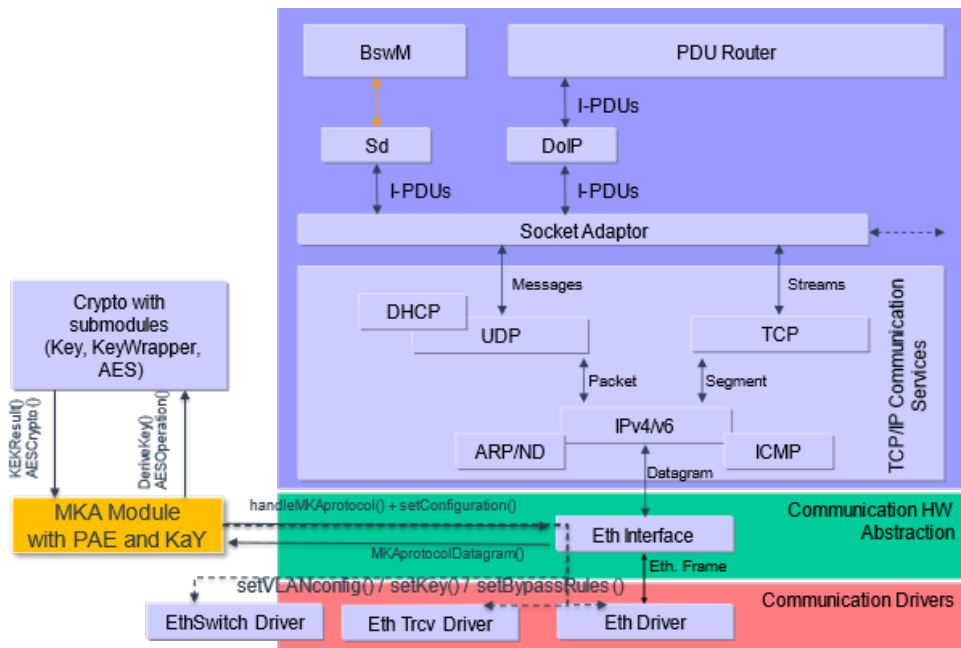 BswM
PDU Router
I-PDUs
Sd
DoIP
I-PDUs
I-PDUs
Socket Adaptor
Messages
Streams
DHCP
UDP
TCP
Packet
Segment
IPv4/v6
ARP/ND
ICMP
Datagram
TCP/IP Communication
Services
Crypto with
submodules
(Key, KeyWrapper,
AES)
KEKResult()
AESCrypto()
DeriveKey()
AESOperation()
MKA Module
with PAE and KaY
handleMKAprotocol() + setConfiguration()
MKAprotocolDatagram()
Eth Interface
Communication HW
Abstraction
Eth. Frame
setVLANconfig() / setKey() / setBypassRules ()
Communication Drivers
EthSwitch Driver
Eth Trcv Driver
Eth Driver